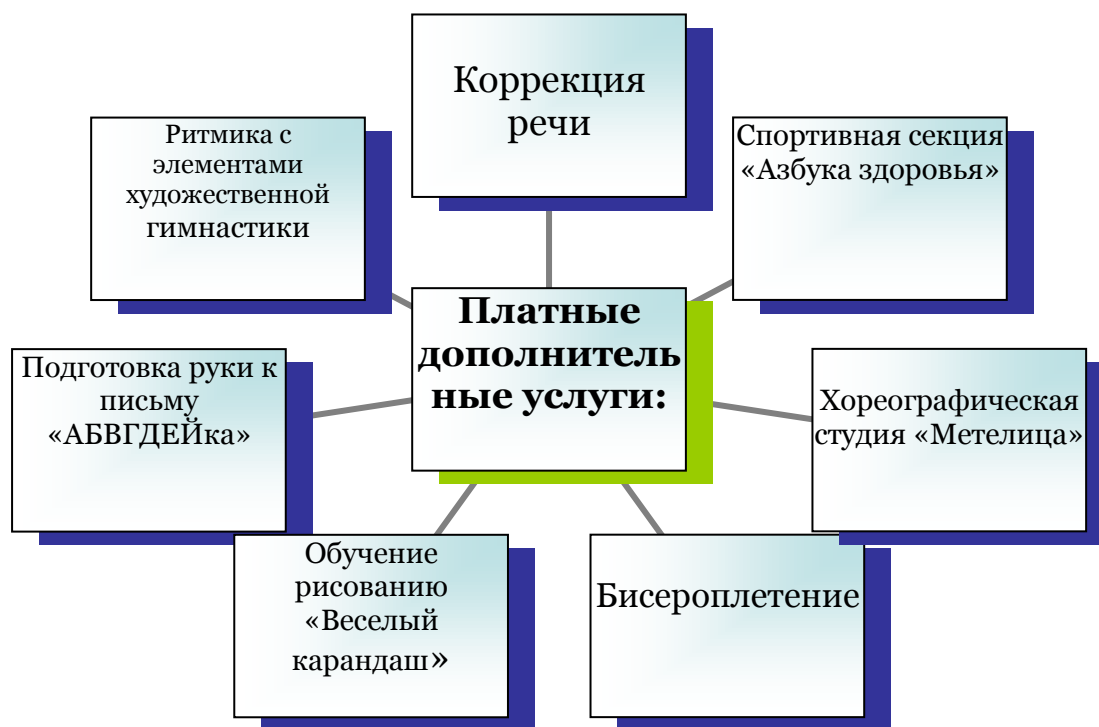 Коррекция
речи
Ритмика с
элементами
художественной
гимнастики
Спортивная секция
«Азбука здоровья»
Платные
дополнитель
ные услуги:
Подготовка руки к
письму
«АБВГДЕЙка»
Хореографическая
студия «Метелица»
Обучение
рисованию
«Веселый
карандаш»
Бисероплетение